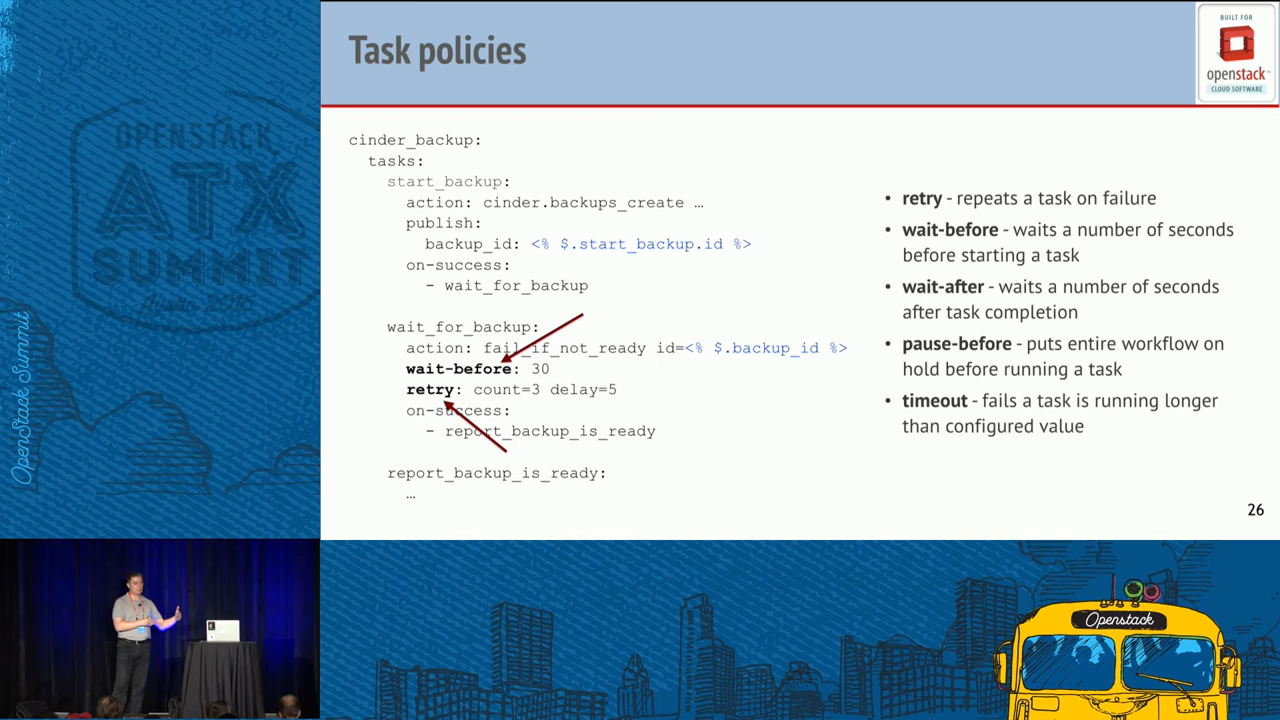 Task policies
BUILT FOR
openstack
CLOUD SOFTWARE
cinder_backup:
tasks:
start_backup:
action: cinder.backups_create …
publish:
backup_id: <% $.start_backup.id %>
on-success:
- wait_for_backup
wait_for_backup:
action: fail_if_not_ready id=<% $.backup_id %>
wait-before: 30
retry: count=3 delay=5
on-success:
- report_backup_is_ready
report_backup_is_ready:
…
• retry - repeats a task on failure
• wait-before - waits a number of seconds
before starting a task
• wait-after - waits a number of seconds
after task completion
• pause-before - puts entire workflow on
hold before running a task
• timeout - fails a task is running longer
than configured value
26
OPENSTACK
ATX
SUMMIT
OpenStack Summit
Openstack